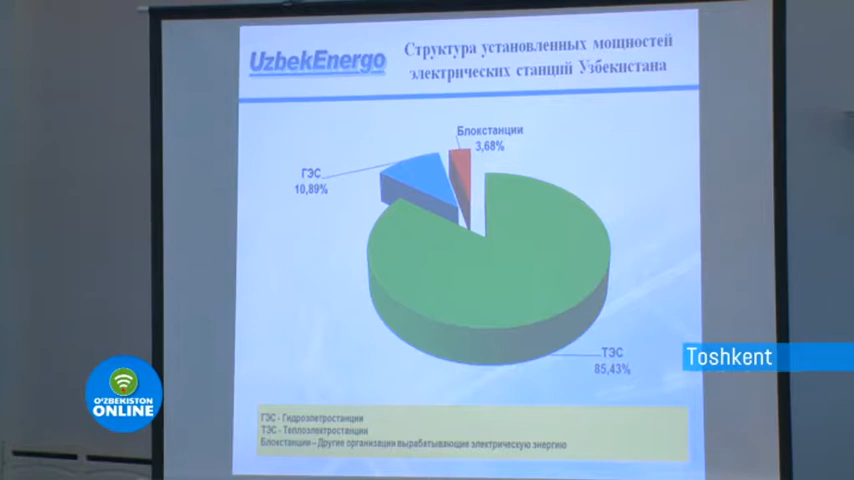 UzbekEnergo
Структура установленных мощностей
электрических станций Узбекистана
Блокстанции
3,68%
ГЭС
10,89%
ТЭС
85,43%
Toshkent
O'ZBEKISTON
ONLINE
ГЭС - Гидроэлетростанции
ТЭС - Теплоэлектростанции
Блокстанции – Другие организации вырабатывающие электрическую энергию